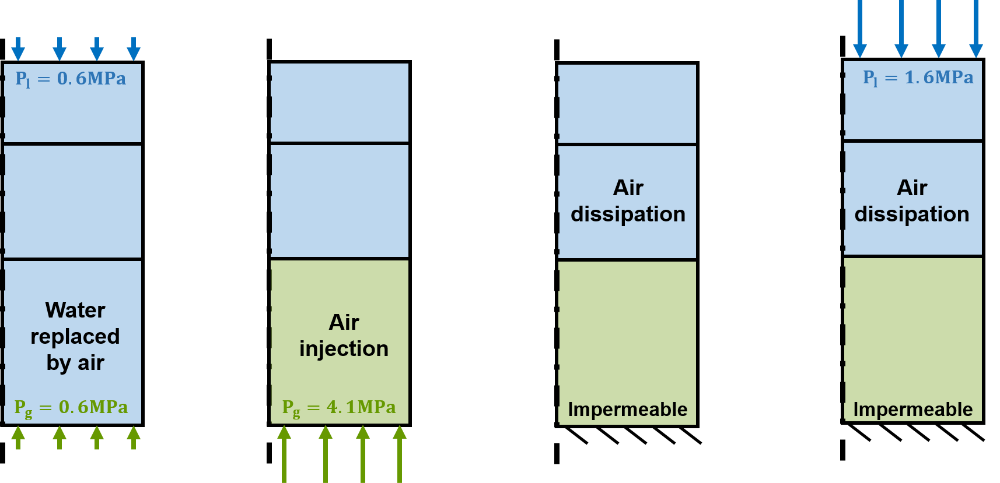 P_l = 0.6MPa
Water
replaced
by air
P_g = 0.6MPa
Air
injection
P_g = 4.1MPa
Air
dissipation
Impermeable
P_l = 1.6MPa
Air
dissipation
Impermeable